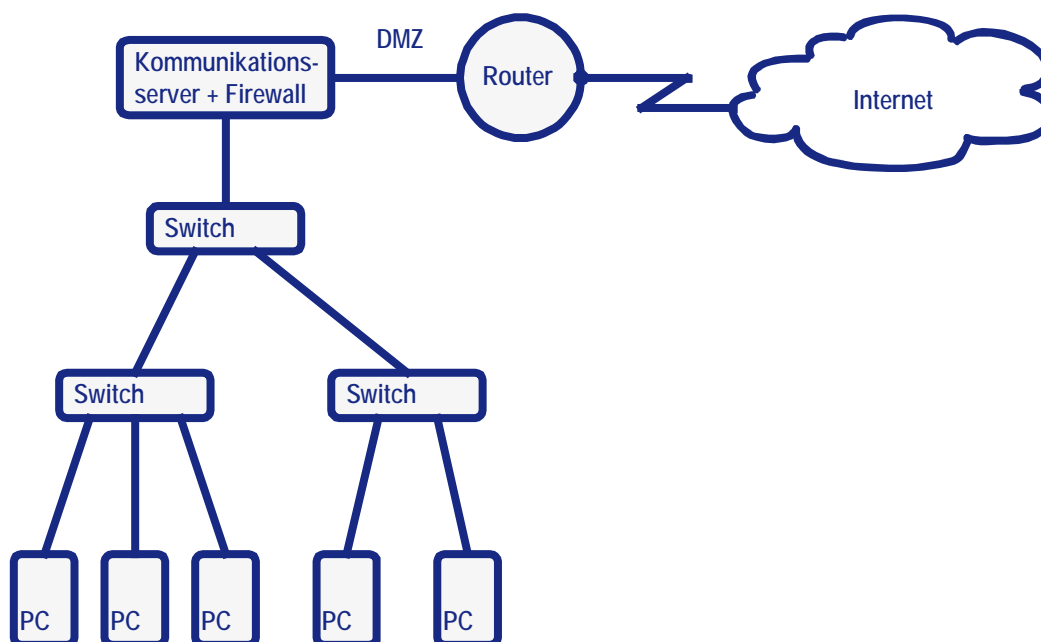 DMZ
Kommunikations-
server + Firewall
Router
Internet
Switch
Switch
Switch
PC
PC
PC
PC
PC